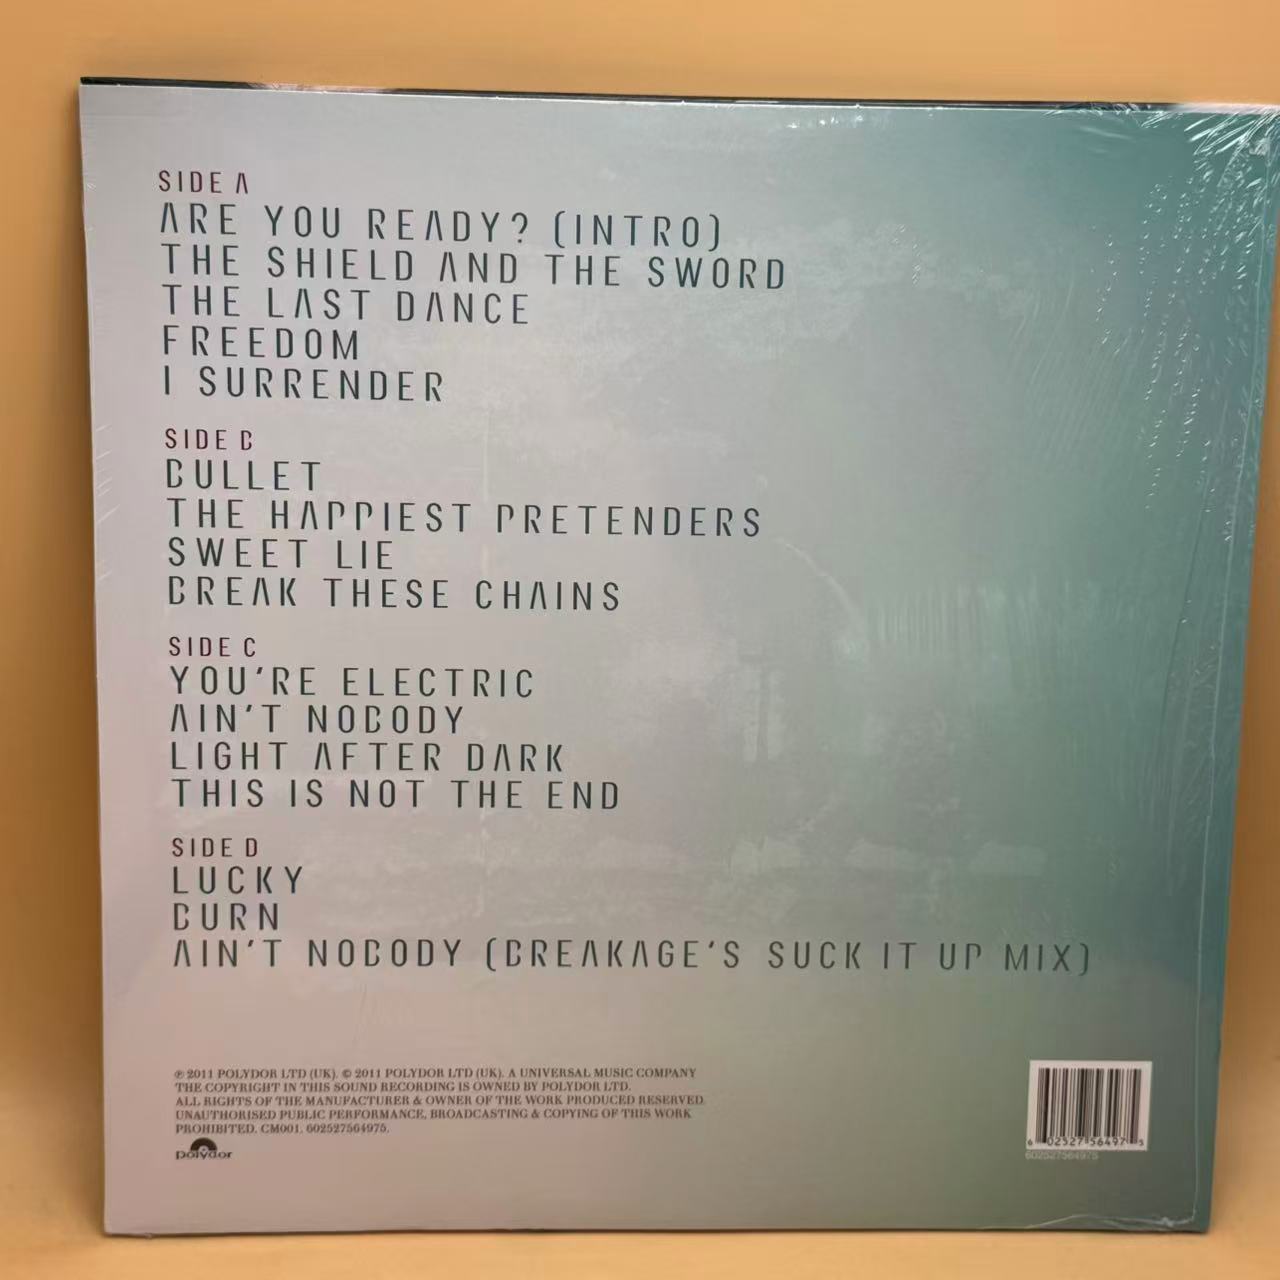 SIDE A
ARE YOU READY? (INTRO)
THE SHIELD AND THE SWORD
THE LAST DANCE
FREEDOM
I SURRENDER
SIDE B
BULLET
THE HAPPIEST PRETENDERS
SWEET LIE
BREAK THESE CHAINS
SIDE C
YOU'RE ELECTRIC
AIN'T NOBODY
LIGHT AFTER DARK
THIS IS NOT THE END
SIDE D
LUCKY
BURN
AIN'T NOBODY (BREAKAGE'S SUCK IT UP MIX)
℗ 2011 POLYDOR LTD (UK). © 2011 POLYDOR LTD (UK). A UNIVERSAL MUSIC COMPANY
THE COPYRIGHT IN THIS SOUND RECORDING IS OWNED BY POLYDOR LTD.
ALL RIGHTS OF THE MANUFACTURER & OWNER OF THE WORK PRODUCED RESERVED.
UNAUTHORISED PUBLIC PERFORMANCE, BROADCASTING & COPYING OF THIS WORK
PROHIBITED. CM001. 602527564975.
polydor
6 02527 56497 5
602527564975